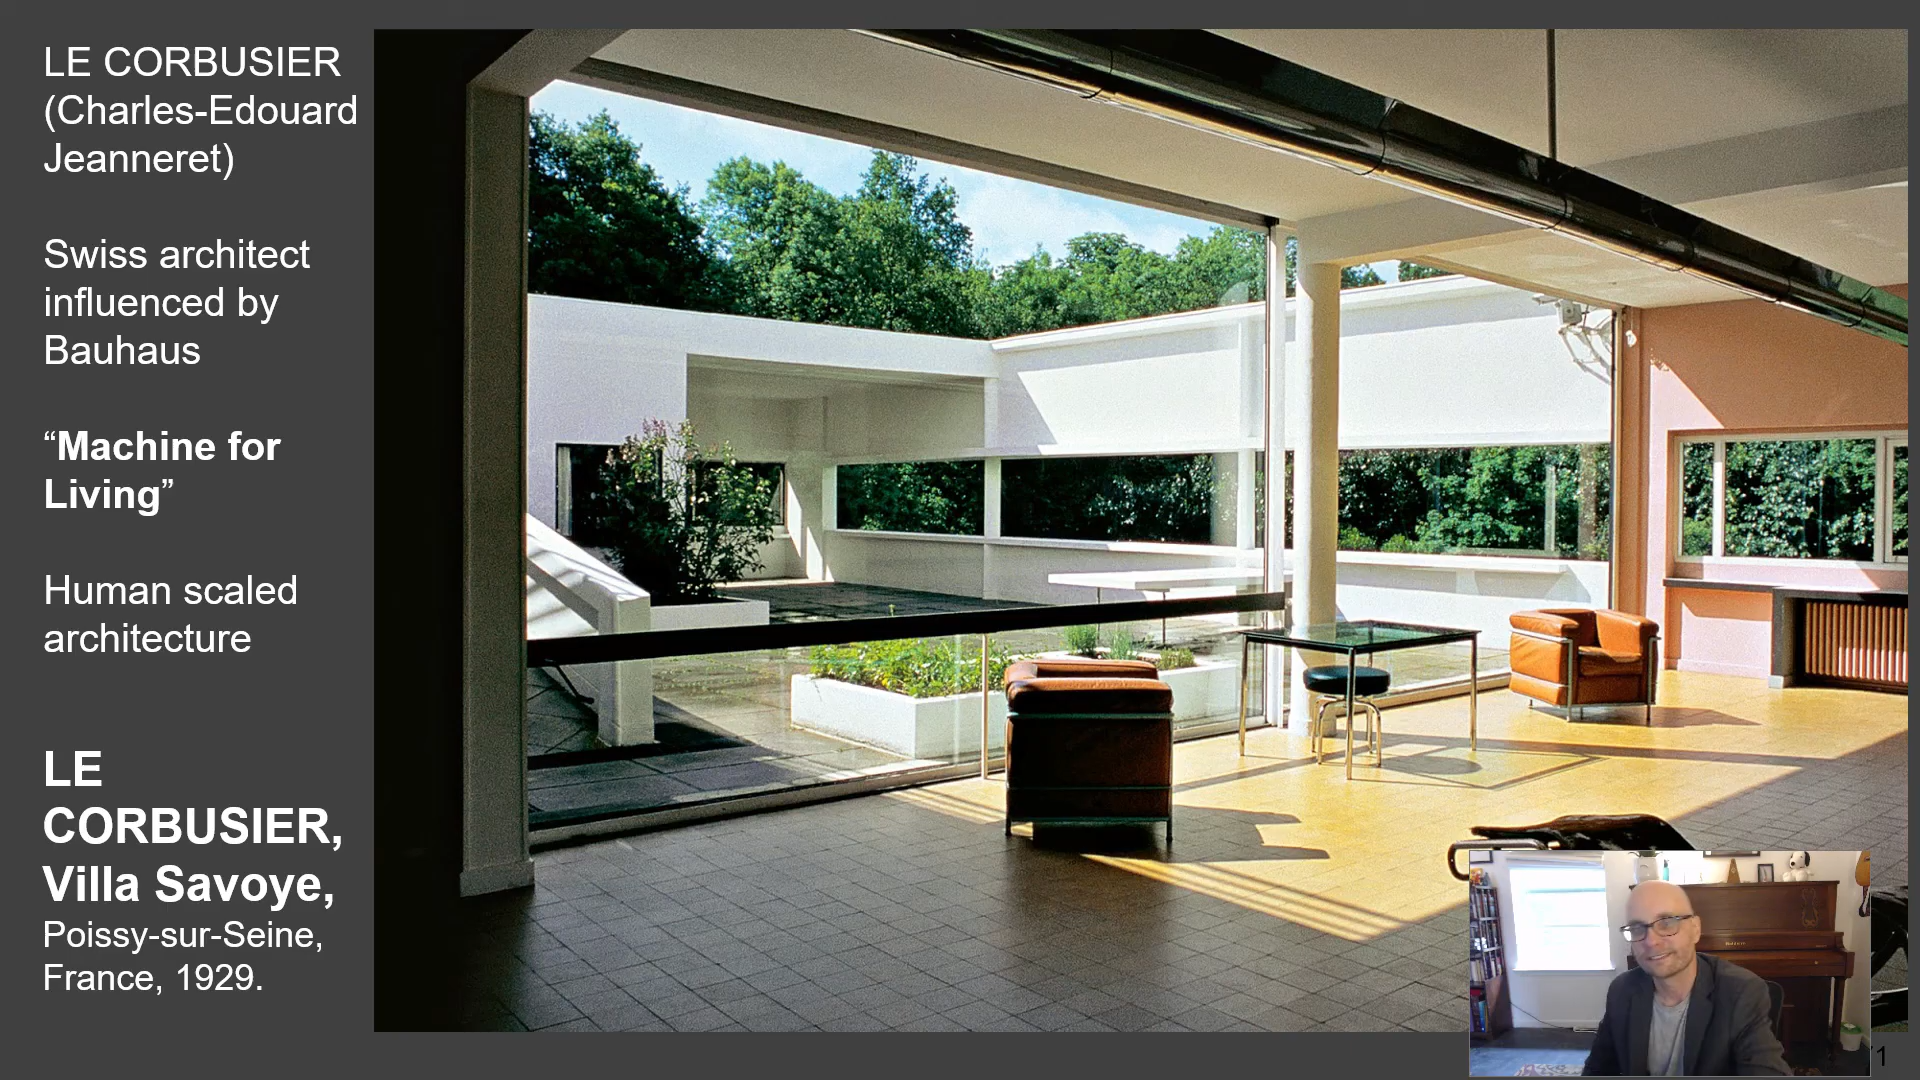 LE CORBUSIER
(Charles-Edouard
Jeanneret)
Swiss architect
influenced by
Bauhaus
“Machine for
Living”
Human scaled
architecture
LE
CORBUSIER,
Villa Savoye,
Poissy-sur-Seine,
France, 1929.